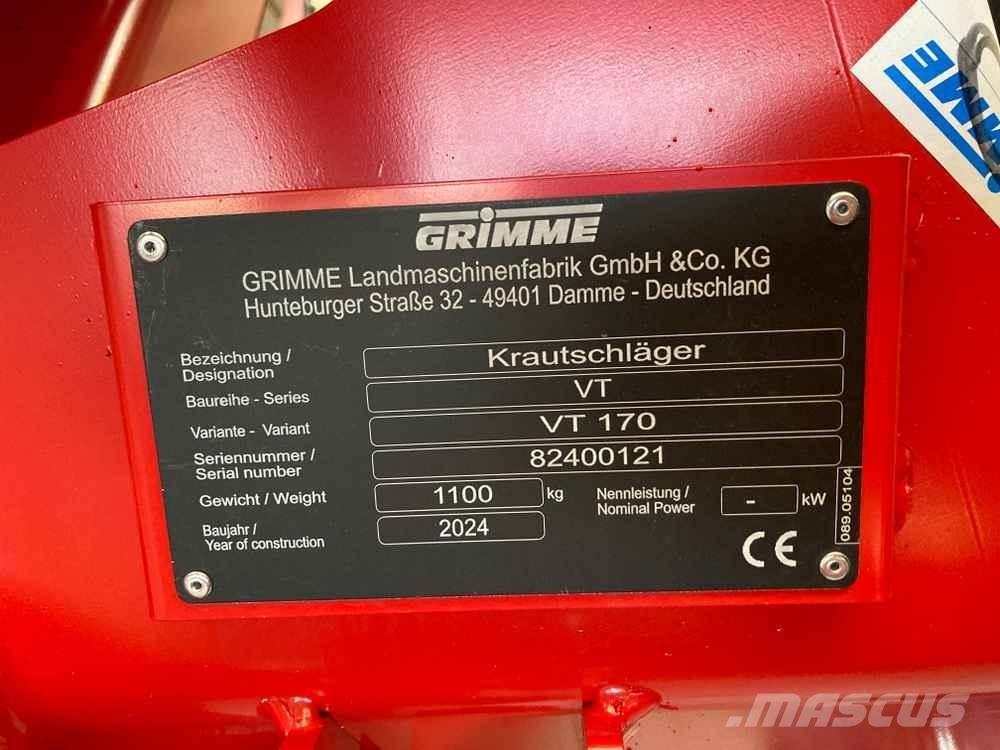 GRIMME
GRIMME Landmaschinenfabrik GmbH &Co. KG
Hunteburger Straße 32 - 49401 Damme - Deutschland
Bezeichnung /
Designation
Krautschläger
Baureihe - Series
VT
Variante - Variant
VT 170
Seriennummer /
Serial number
82400121
Gewicht / Weight
1100
kg
Nennleistung /
Nominal Power
-
kW
Baujahr /
Year of construction
2024
CE
089.05104
MASCUS